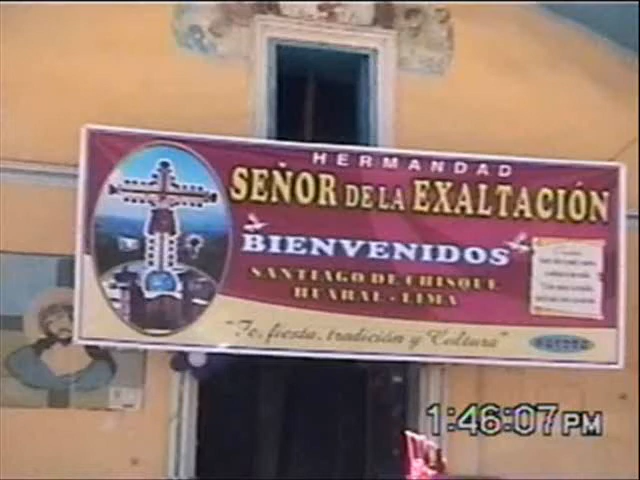 HERMANDAD
SEÑOR DE LA EXALTACIÓN
BIENVENIDOS
SANTIAGO DE CHISQUE
HUARAL - LIMA
"Fe, fiesta, tradición y Cultura"
1:46:07 PM